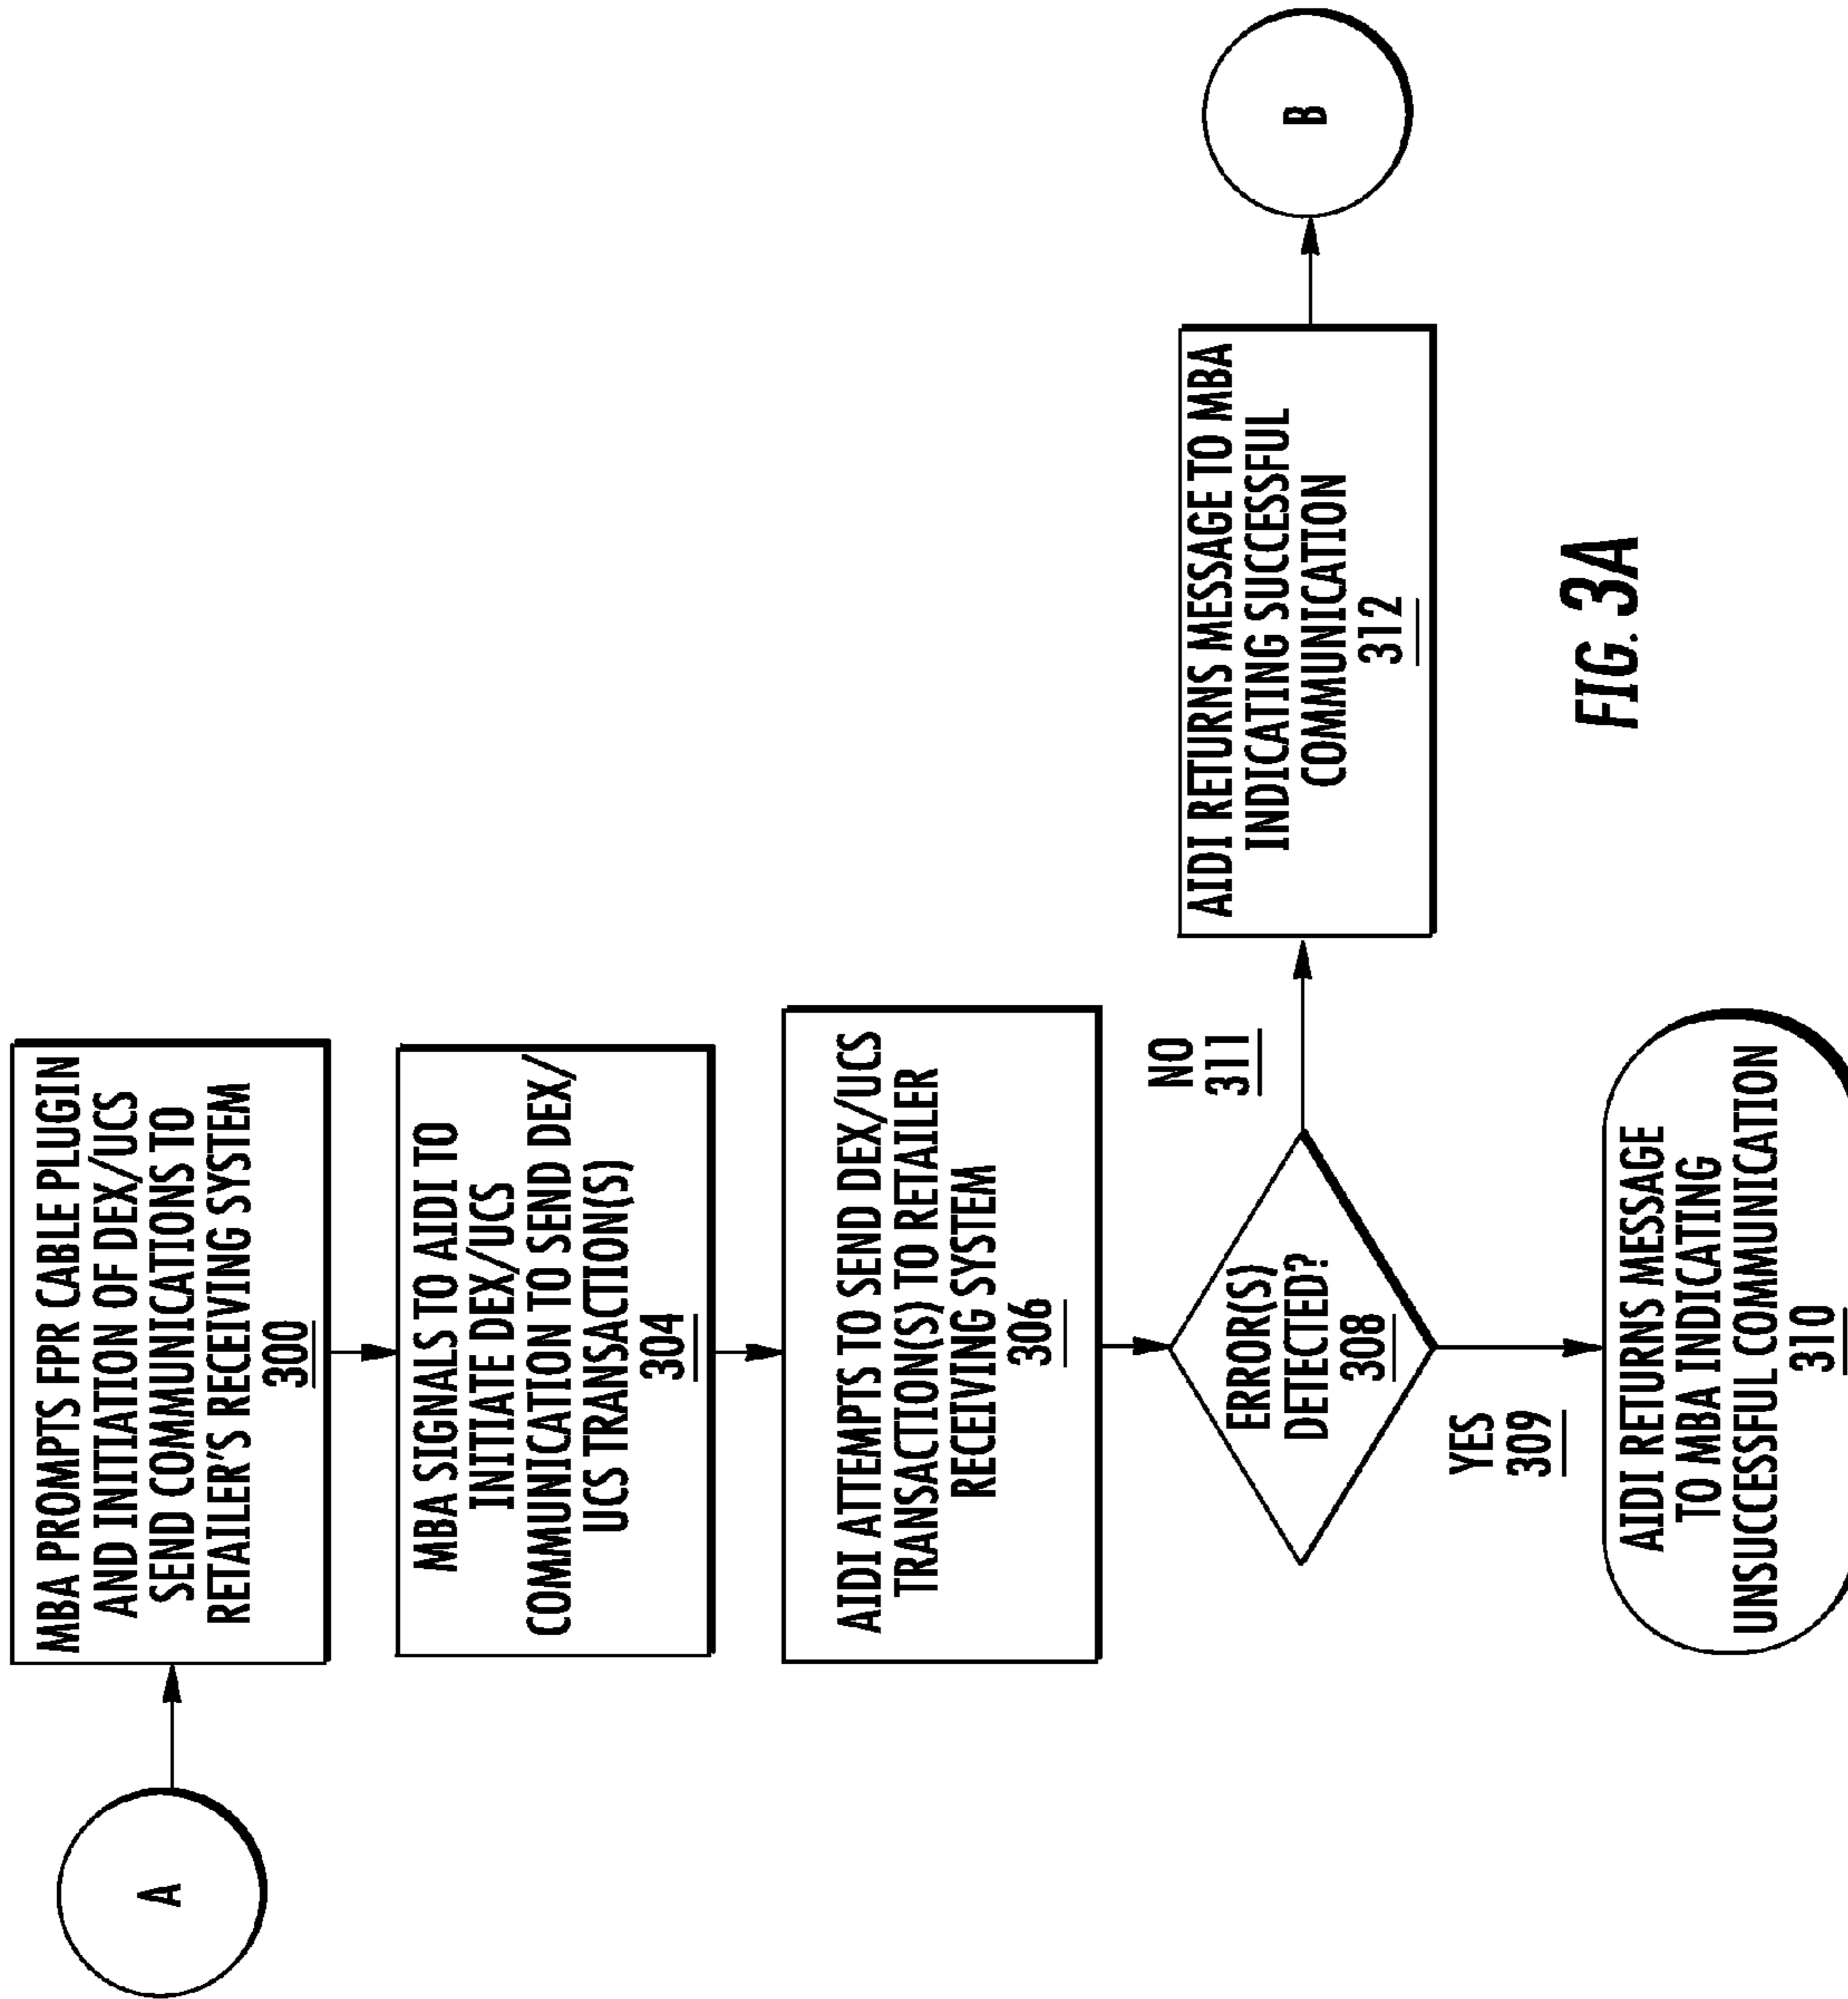 A
MBA PROMPTS FPR CABLE PLUGIN
AND INITIATION OF DEX/UCS
SEND COMMUNICATIONS TO
RETAILER'S RECEIVING SYSTEM
300
MBA SIGNALS TO AIDI TO
INITIATE DEX/UCS
COMMUNICATION TO SEND DEX/
UCS TRANSACTION(S)
304
AIDI ATTEMPTS TO SEND DEX/UCS
TRANSACTION(S) TO RETAILER
RECEIVING SYSTEM
306
ERROR(S)
DETECTED?
308
YES
309
NO
311
AIDI RETURNS MESSAGE
TO MBA INDICATING
UNSUCCESSFUL COMMUNICATION
310
AIDI RETURNS MESSAGE TO MBA
INDICATING SUCCESSFUL
COMMUNICATION
312
B
FIG. 3A